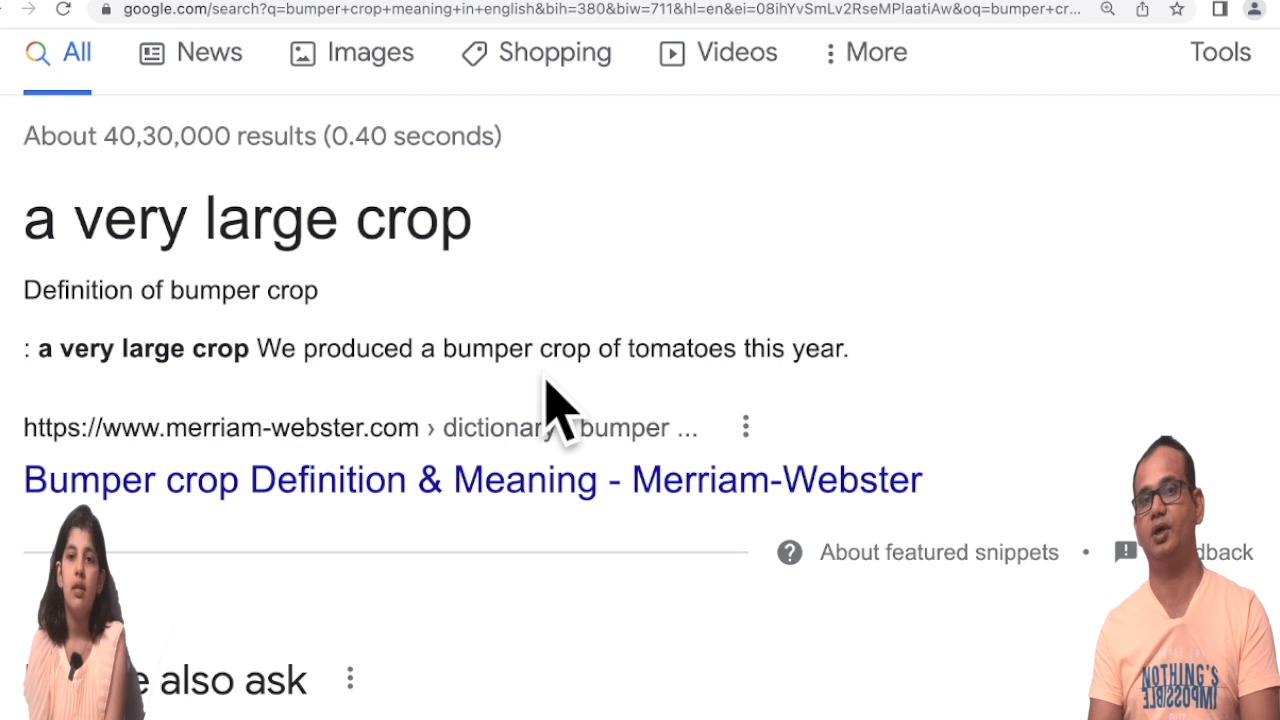 google.com/search?q=bumper+crop+meaning+in+english&bih=380&biw=711&hl=en&ei=08ihYvSmLv2RseMPlaatiAw&oq=bumper+cr...
All News Images Shopping Videos More Tools
About 40,30,000 results (0.40 seconds)
a very large crop
Definition of bumper crop
: a very large crop We produced a bumper crop of tomatoes this year.
https://www.merriam-webster.com › dictionary bumper ...
Bumper crop Definition & Meaning - Merriam-Webster
About featured snippets • dback
also ask
NOTHING'S
IMPOSSIBLE